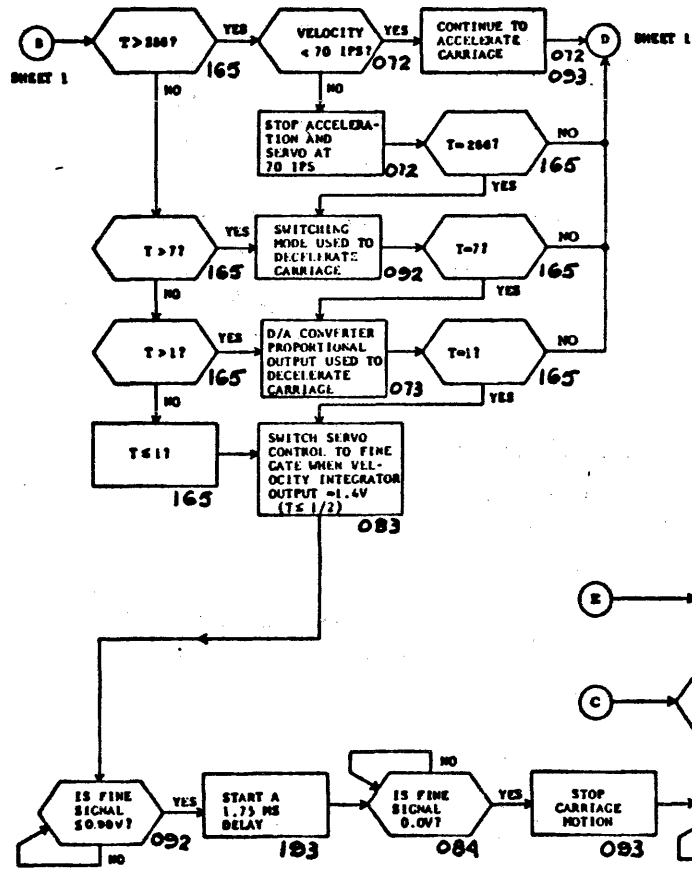 B
SHEET 1
YES
165
NO
VELOCITY
< 70 IPS?
YES
072
NO
CONTINUE TO
ACCELERATE
CARRIAGE
072
093
D
SHEET 1
STOP ACCELERA-
TION AND
SERVO AT
70 IPS
072
T=266?
NO
165
YES
T>7?
YES
165
NO
SWITCHING
MODE USED TO
DECELERATE
CARRIAGE
092
T=7?
NO
165
YES
T>1?
YES
165
NO
D/A CONVERTER
PROPORTIONAL
OUTPUT USED TO
DECELERATE
CARRIAGE
073
T=1?
NO
165
YES
T≤1?
165
SWITCH SERVO
CONTROL TO FINE
GATE WHEN VEL-
OCITY INTEGRATOR
OUTPUT =1.4V
(T≤ 1/2)
083
E
C
IS FINE
SIGNAL
≤0.90V?
YES
092
NO
START A
1.75 MS
DELAY
193
NO
IS FINE
SIGNAL
0.0V?
YES
084
STOP
CARRIAGE
MOTION
093